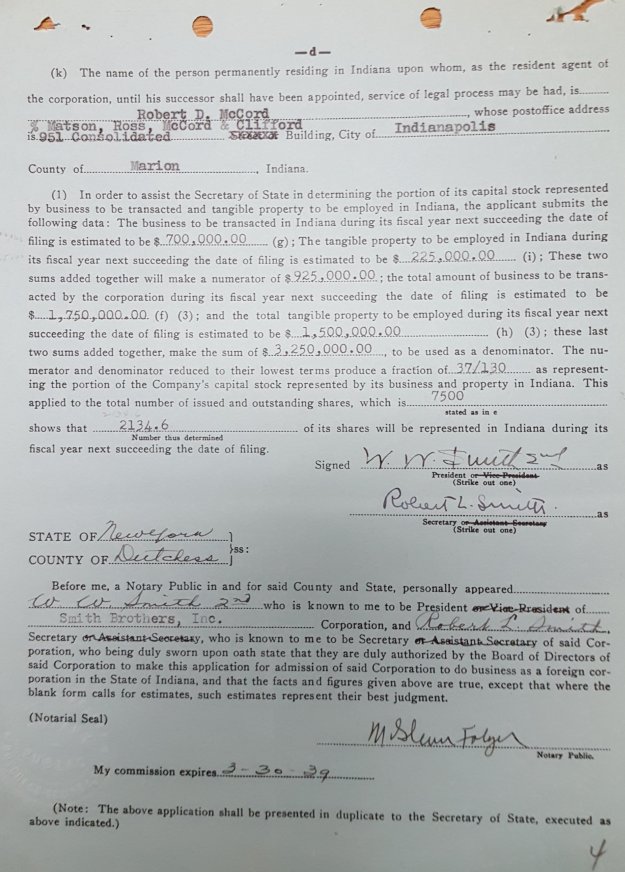 —d—
(k) The name of the person permanently residing in Indiana upon whom, as the resident agent of
the corporation, until his successor shall have been appointed, service of legal process may be had, is
Robert D. McCord, whose postoffice address
% Matson, Ross, McCord & Clifford
is 951 Consolidated Building, City of Indianapolis
County of Marion, Indiana.
(1) In order to assist the Secretary of State in determining the portion of its capital stock represented
by business to be transacted and tangible property to be employed in Indiana, the applicant submits the
following data: The business to be transacted in Indiana during its fiscal year next succeeding the date of
filing is estimated to be $ 700,000.00 (g); The tangible property to be employed in Indiana during
its fiscal year next succeeding the date of filing is estimated to be $ 225,000.00 (i); These two
sums added together will make a numerator of $ 925,000.00; the total amount of business to be trans-
acted by the corporation during its fiscal year next succeeding the date of filing is estimated to be
$ 1,750,000.00 (f) (3); and the total tangible property to be employed during its fiscal year next
succeeding the date of filing is estimated to be $ 1,500,000.00 (h) (3); these last
two sums added together, make the sum of $ 3,250,000.00, to be used as a denominator. The nu-
merator and denominator reduced to their lowest terms produce a fraction of 37/130 as represent-
ing the portion of the Company's capital stock represented by its business and property in Indiana. This
applied to the total number of issued and outstanding shares, which is 7500
stated as in e
shows that 2134.6 of its shares will be represented in Indiana during its
Number thus determined
fiscal year next succeeding the date of filing.
Signed W. W. Smith 2nd as
President or Vice-President
(Strike out one)
Robert L. Smith as
Secretary or Assistant Secretary
(Strike out one)
STATE OF New York
ss:
COUNTY OF Dutchess
Before me, a Notary Public in and for said County and State, personally appeared
W. W. Smith 2nd who is known to me to be President or Vice-President of
Smith Brothers, Inc. Corporation, and Robert L. Smith,
Secretary or Assistant Secretary, who is known to me to be Secretary or Assistant Secretary of said Cor-
poration, who being duly sworn upon oath state that they are duly authorized by the Board of Directors of
said Corporation to make this application for admission of said Corporation to do business as a foreign cor-
poration in the State of Indiana, and that the facts and figures given above are true, except that where the
blank form calls for estimates, such estimates represent their best judgment.
(Notarial Seal)
M Glenn Folger
Notary Public.
My commission expires 3-30-39
(Note: The above application shall be presented in duplicate to the Secretary of State, executed as
above indicated.)
4